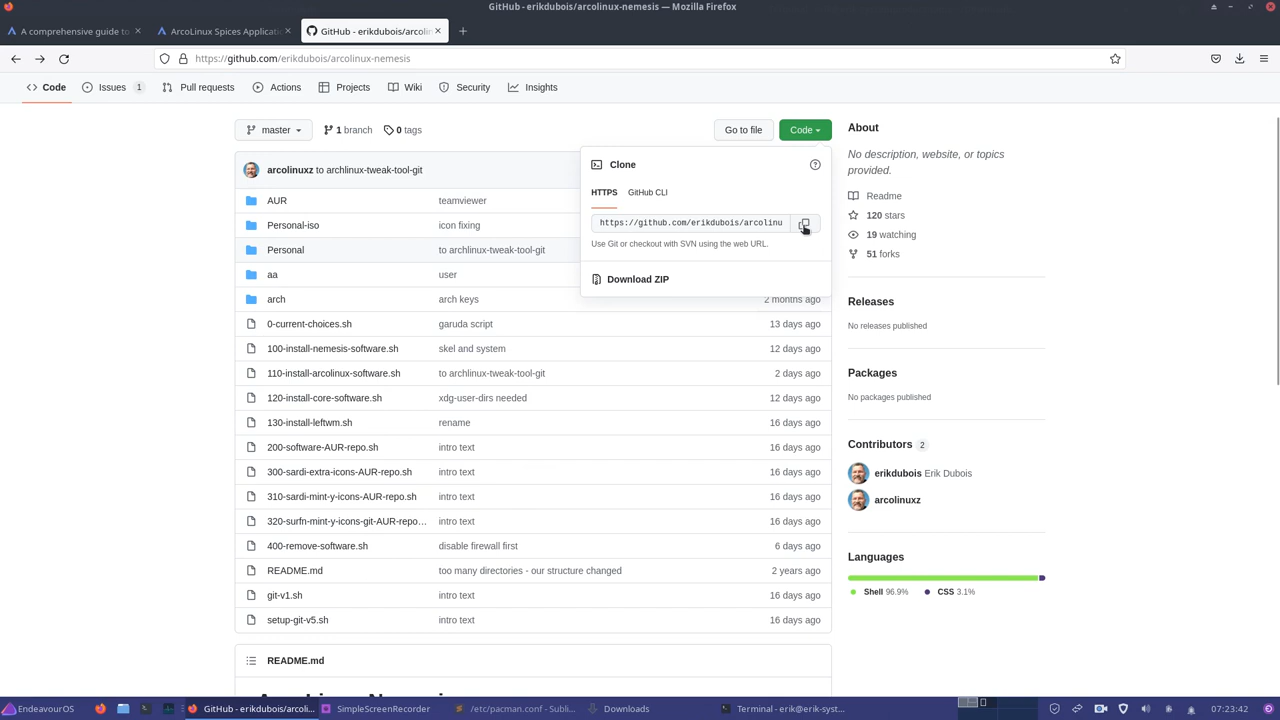 GitHub - erikdubois/arcolinux-nemesis — Mozilla Firefox
A comprehensive guide to
ArcoLinux Spices Applicatio
GitHub - erikdubois/arcolin
https://github.com/erikdubois/arcolinux-nemesis
Code
Issues 1
Pull requests
Actions
Projects
Wiki
Security
Insights
master
1 branch
0 tags
Go to file
Code
arcolinuxz to archlinux-tweak-tool-git
AUR teamviewer
Personal-iso icon fixing
Personal to archlinux-tweak-tool-git
aa user
arch arch keys 2 months ago
0-current-choices.sh garuda script 13 days ago
100-install-nemesis-software.sh skel and system 12 days ago
110-install-arcolinux-software.sh to archlinux-tweak-tool-git 2 days ago
120-install-core-software.sh xdg-user-dirs needed 12 days ago
130-install-leftwm.sh rename 16 days ago
200-software-AUR-repo.sh intro text 16 days ago
300-sardi-extra-icons-AUR-repo.sh intro text 16 days ago
310-sardi-mint-y-icons-AUR-repo.sh intro text 16 days ago
320-surfn-mint-y-icons-git-AUR-repo… intro text 16 days ago
400-remove-software.sh disable firewall first 6 days ago
README.md too many directories - our structure changed 2 years ago
git-v1.sh intro text 16 days ago
setup-git-v5.sh intro text 16 days ago
README.md
Clone
HTTPS
GitHub CLI
https://github.com/erikdubois/arcolinu
Use Git or checkout with SVN using the web URL.
Download ZIP
About
No description, website, or topics
provided.
Readme
120 stars
19 watching
51 forks
Releases
No releases published
Packages
No packages published
Contributors 2
erikdubois Erik Dubois
arcolinuxz
Languages
Shell 96.9%
CSS 3.1%
EndeavourOS
GitHub - erikdubois/arcoli...
SimpleScreenRecorder
/etc/pacman.conf - Subli...
Downloads
Terminal - erik@erik-syst...
07:23:42